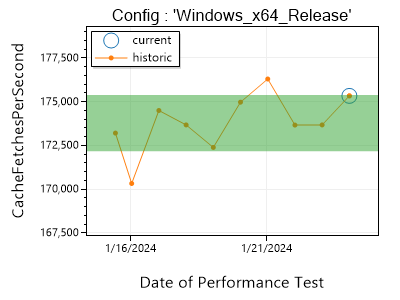 Config : 'Windows_x64_Release'
current
historic
177,500
175,000
172,500
170,000
167,500
CacheFetchesPerSecond
1/16/2024
1/21/2024
Date of Performance Test